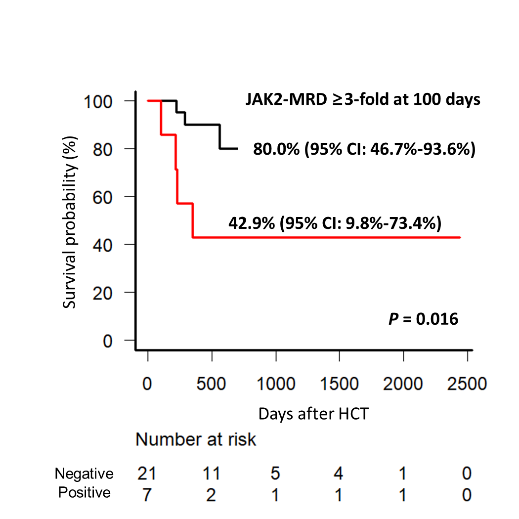 JAK2-MRD ≥3-fold at 100 days
100
80
60
40
20
0
Survival probability (%)
80.0% (95% CI: 46.7%-93.6%)
42.9% (95% CI: 9.8%-73.4%)
P = 0.016
0 500 1000 1500 2000 2500
Days after HCT
Number at risk
Negative 21 11 5 4 1 0
Positive 7 2 1 1 1 0